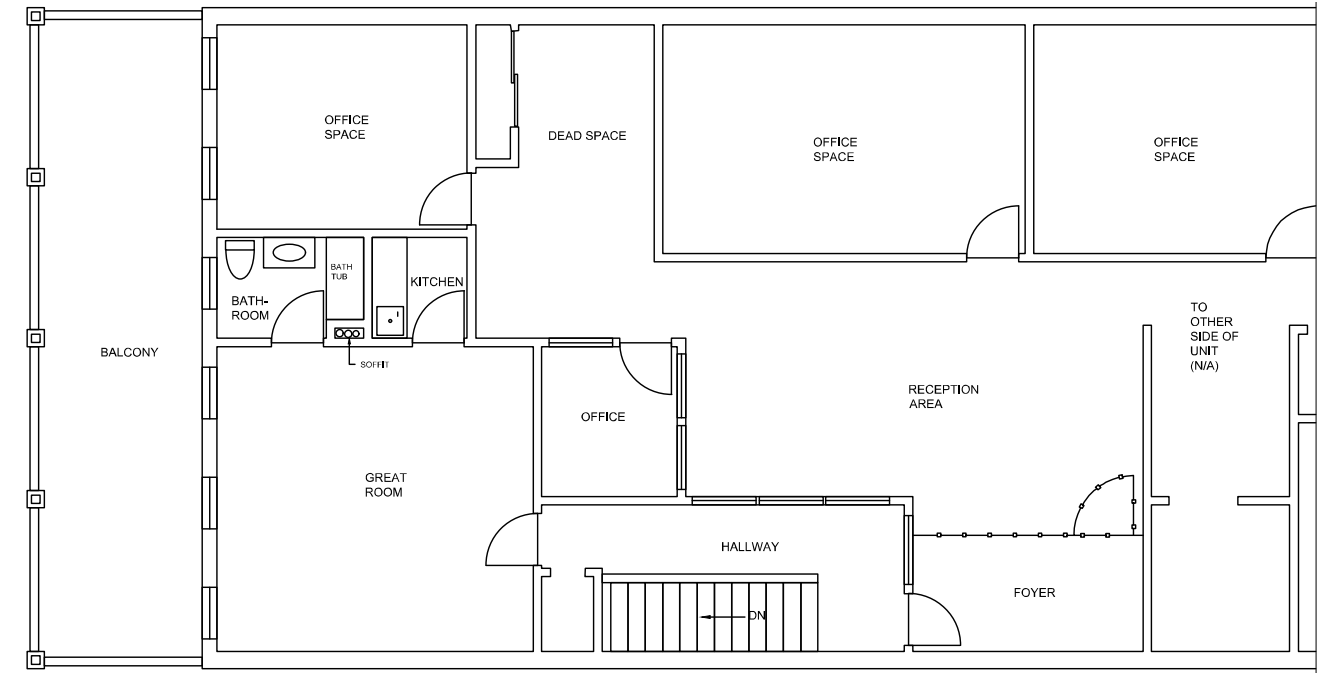 OFFICE
SPACE
DEAD SPACE
OFFICE
SPACE
OFFICE
SPACE
BATH
TUB
KITCHEN
BATH-
ROOM
SOFFIT
BALCONY
TO
OTHER
SIDE OF
UNIT
(N/A)
RECEPTION
AREA
OFFICE
GREAT
ROOM
HALLWAY
FOYER
DN